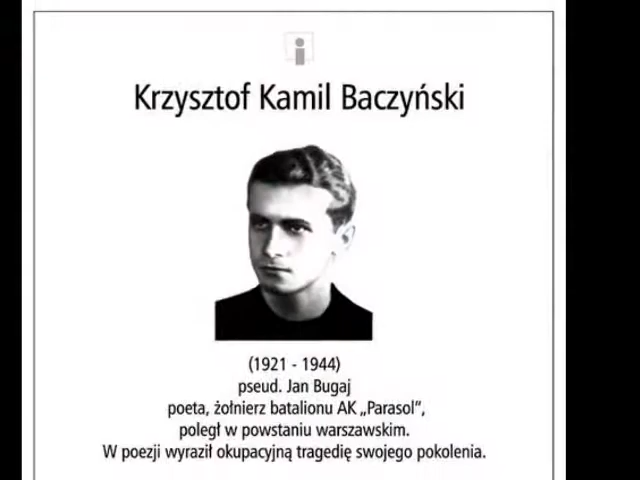 Krzysztof Kamil Baczyński
(1921 - 1944)
pseud. Jan Bugaj
poeta, żołnierz batalionu AK „Parasol”,
poległ w powstaniu warszawskim.
W poezji wyraził okupacyjną tragedię swojego pokolenia.